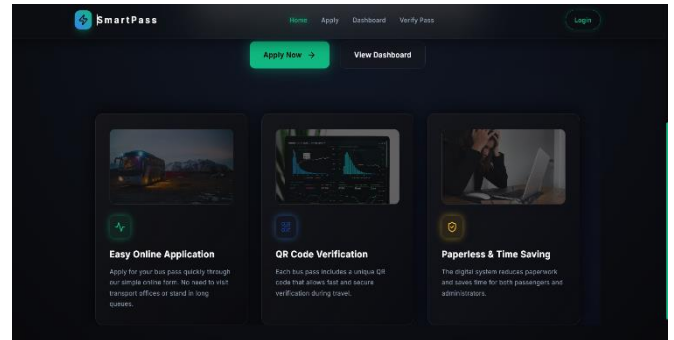 SmartPass
Home Apply Dashboard Verify Pass
Login
Apply Now → View Dashboard
Easy Online Application
Apply for your bus pass quickly through
our simple online form. No need to visit
transport offices or stand in long
queues.
QR Code Verification
Each bus pass includes a unique QR
code that allows fast and secure
verification during travel.
Paperless & Time Saving
The digital system reduces paperwork
and saves time for both passengers and
administrators.